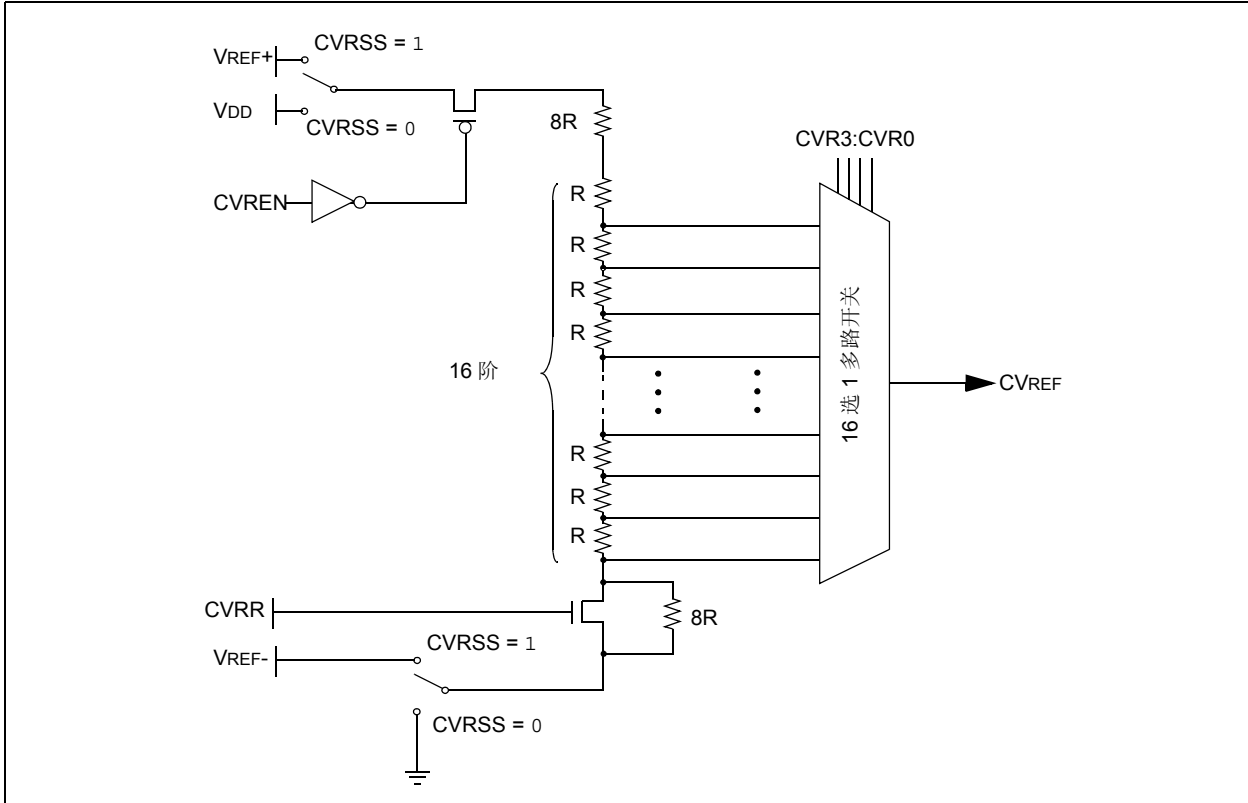 VREF+
CVRSS = 1
VDD
CVRSS = 0
8R
CVREN
CVR3:CVR0
R
R
R
R
16 阶
16 选 1 多路开关
CVREF
R
R
R
CVRR
8R
CVRSS = 1
VREF-
CVRSS = 0